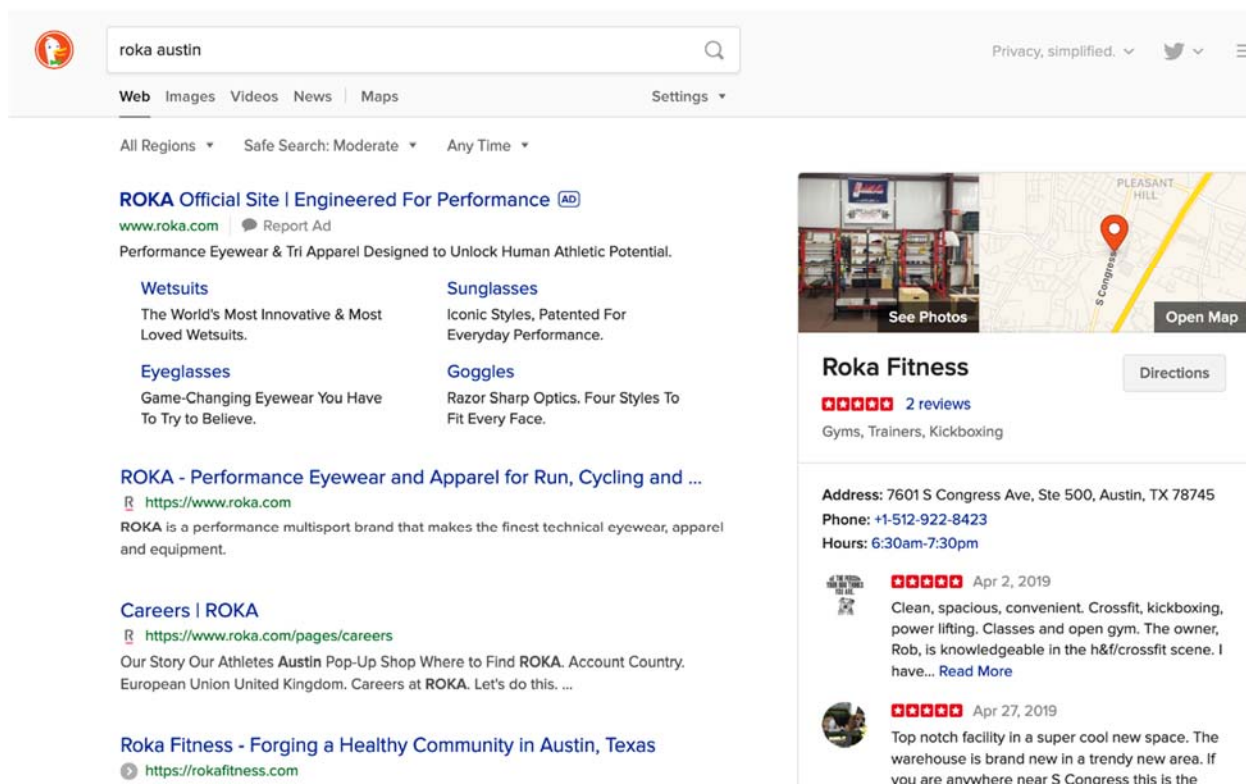 roka austin
Privacy, simplified.
Web Images Videos News Maps
Settings
All Regions Safe Search: Moderate Any Time
ROKA Official Site | Engineered For Performance AD
www.roka.com Report Ad
Performance Eyewear & Tri Apparel Designed to Unlock Human Athletic Potential.
Wetsuits
The World's Most Innovative & Most
Loved Wetsuits.
Sunglasses
Iconic Styles, Patented For
Everyday Performance.
Eyeglasses
Game-Changing Eyewear You Have
To Try to Believe.
Goggles
Razor Sharp Optics. Four Styles To
Fit Every Face.
ROKA - Performance Eyewear and Apparel for Run, Cycling and ...
R https://www.roka.com
ROKA is a performance multisport brand that makes the finest technical eyewear, apparel
and equipment.
Careers | ROKA
R https://www.roka.com/pages/careers
Our Story Our Athletes Austin Pop-Up Shop Where to Find ROKA. Account Country.
European Union United Kingdom. Careers at ROKA. Let's do this. ...
Roka Fitness - Forging a Healthy Community in Austin, Texas
https://rokafitness.com
PLEASANT
HILL
S Congress
See Photos
Open Map
Roka Fitness
Directions
2 reviews
Gyms, Trainers, Kickboxing
Address: 7601 S Congress Ave, Ste 500, Austin, TX 78745
Phone: +1-512-922-8423
Hours: 6:30am-7:30pm
Apr 2, 2019
Clean, spacious, convenient. Crossfit, kickboxing,
power lifting. Classes and open gym. The owner,
Rob, is knowledgeable in the h&f/crossfit scene. I
have... Read More
Apr 27, 2019
Top notch facility in a super cool new space. The
warehouse is brand new in a trendy new area. If
you are anywhere near S Congress this is the